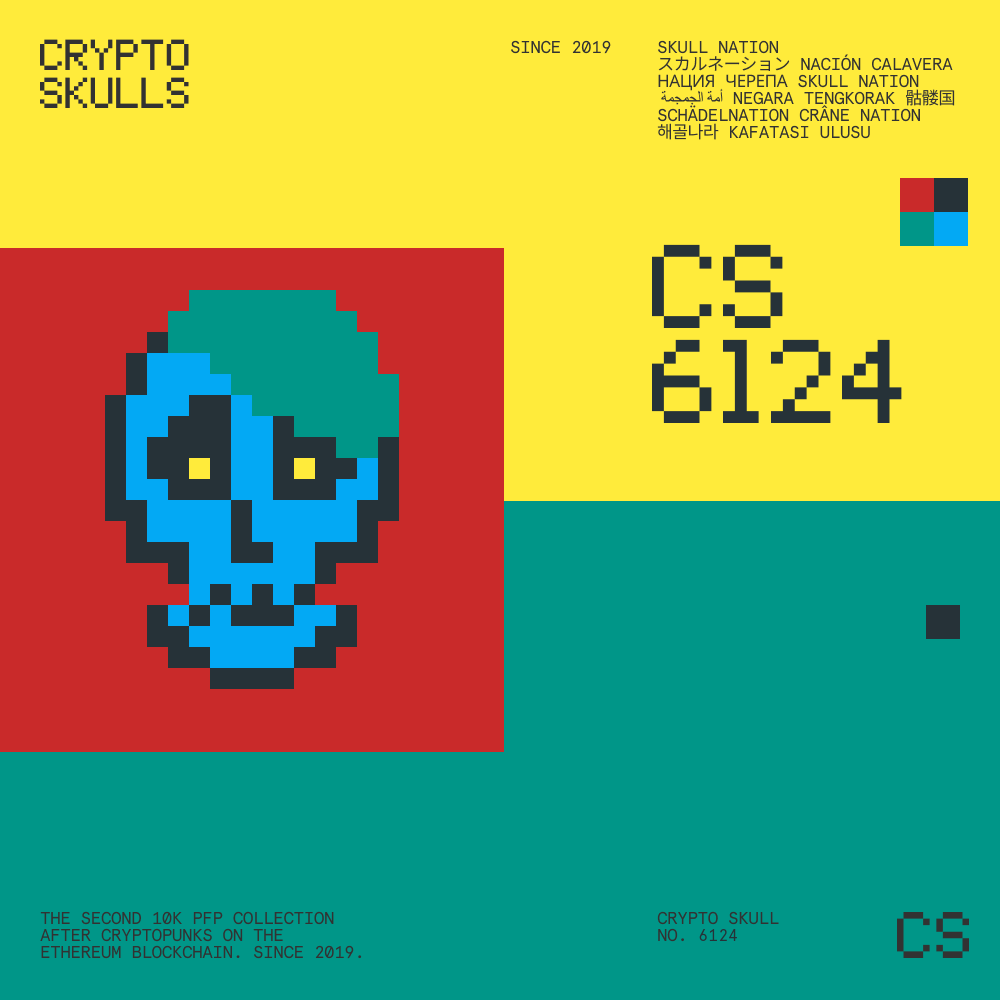 CRYPTO
SKULLS
SINCE 2019
SKULL NATION
スカルネーション NACIÓN CALAVERA
НАЦИЯ ЧЕРЕПА SKULL NATION
أمة الجمجمة NEGARA TENGKORAK 骷髅国
SCHÄDELNATION CRÂNE NATION
해골나라 KAFATASI ULUSU
CS
6124
THE SECOND 10K PFP COLLECTION
AFTER CRYPTOPUNKS ON THE
ETHEREUM BLOCKCHAIN. SINCE 2019.
CRYPTO SKULL
NO. 6124
CS